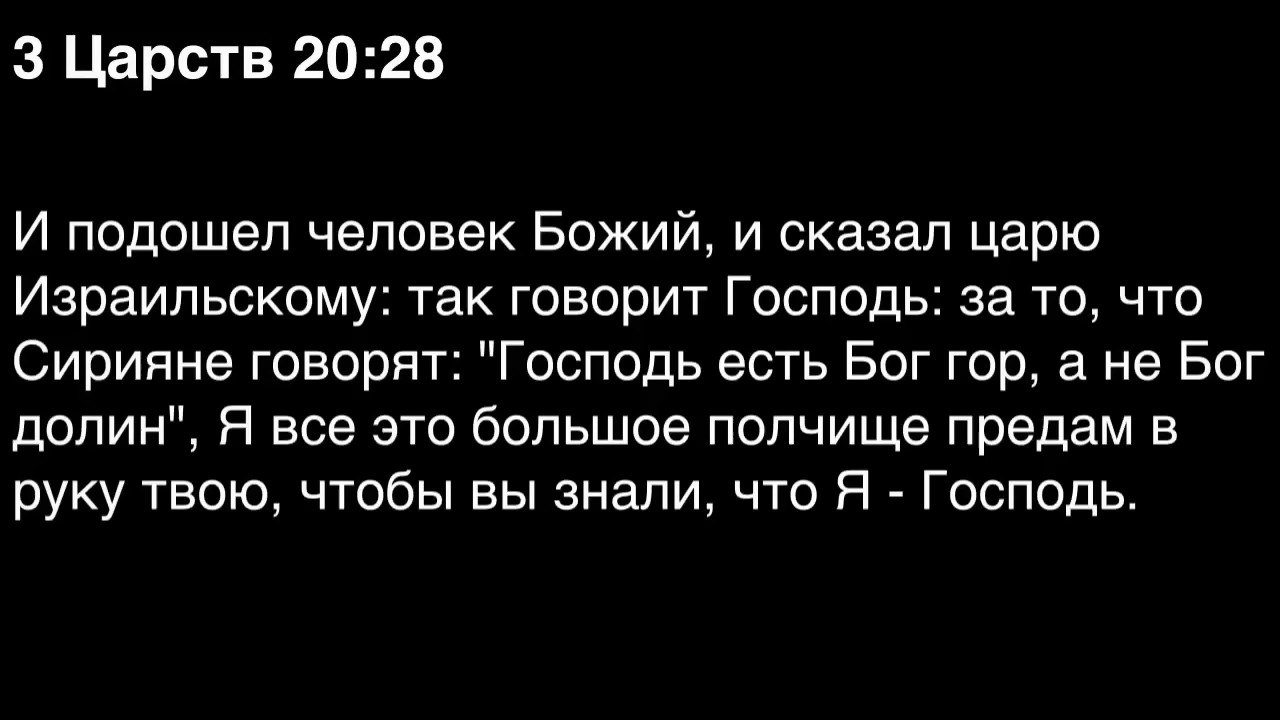 3 Царств 20:28
И подошел человек Божий, и сказал царю
Израильскому: так говорит Господь: за то, что
Сирияне говорят: "Господь есть Бог гор, а не Бог
долин", Я все это большое полчище предам в
руку твою, чтобы вы знали, что Я - Господь.